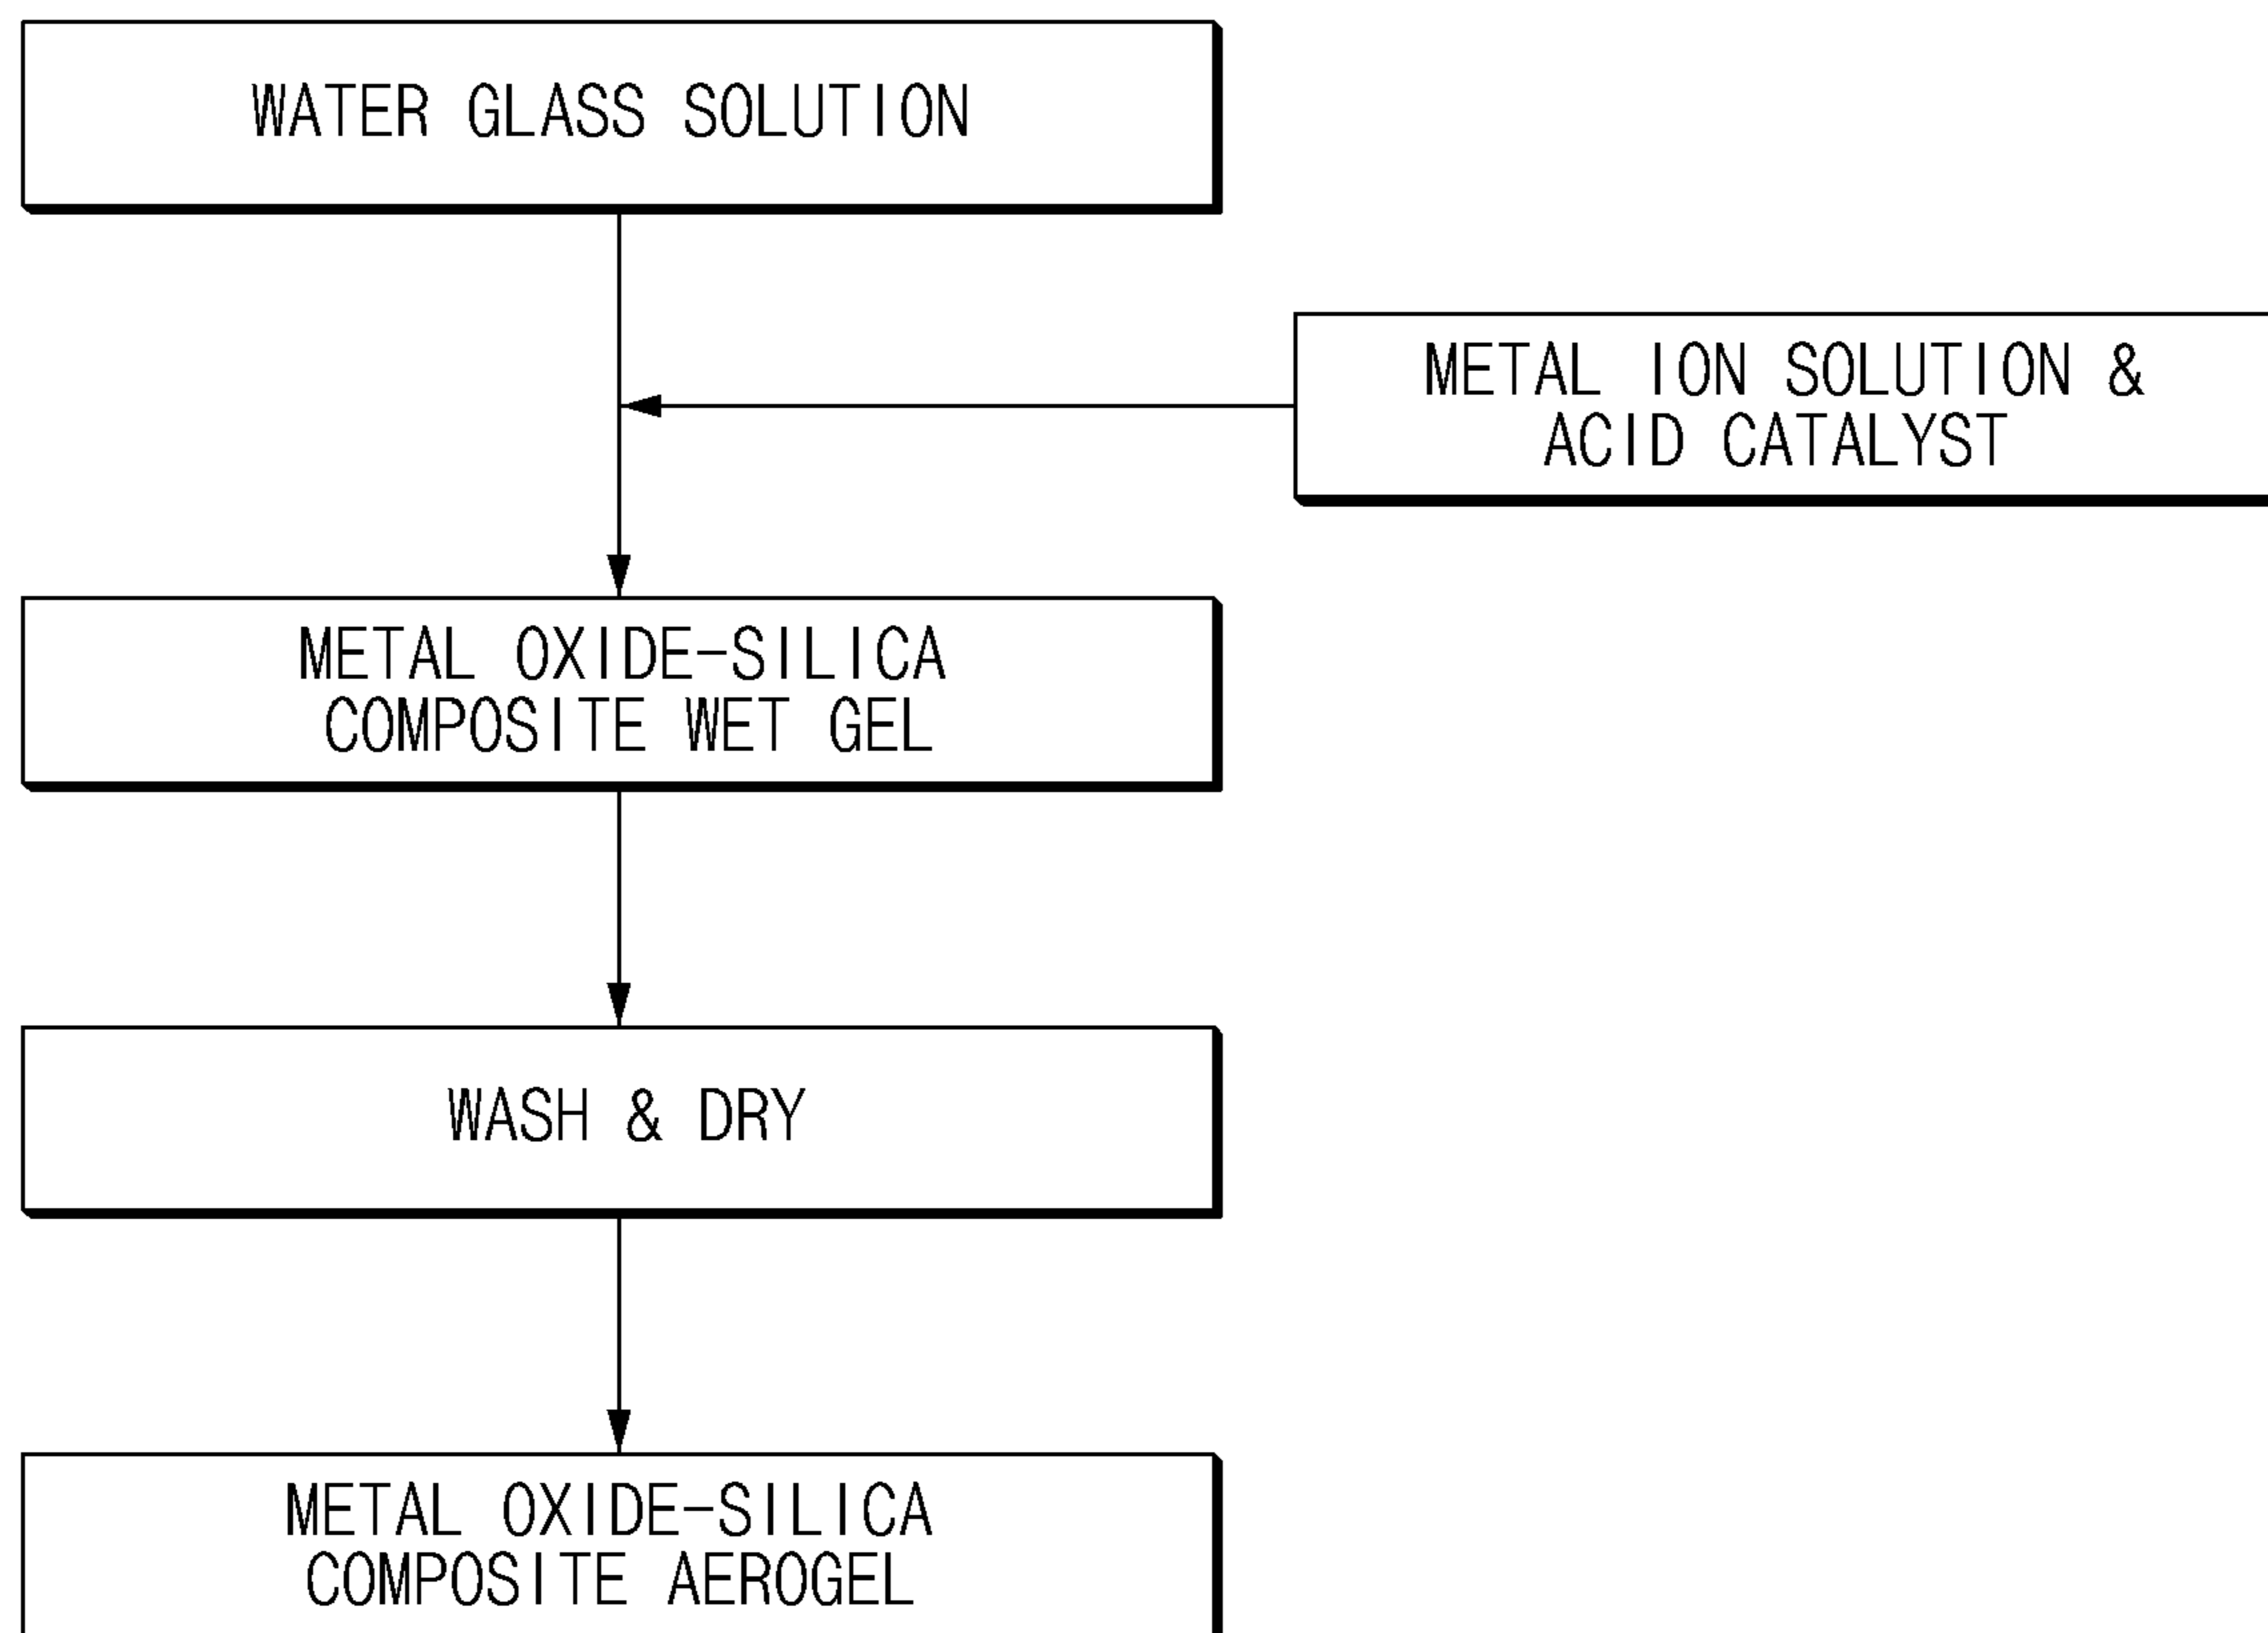 WATER GLASS SOLUTION
METAL ION SOLUTION &
ACID CATALYST
METAL OXIDE-SILICA
COMPOSITE WET GEL
WASH & DRY
METAL OXIDE-SILICA
COMPOSITE AEROGEL